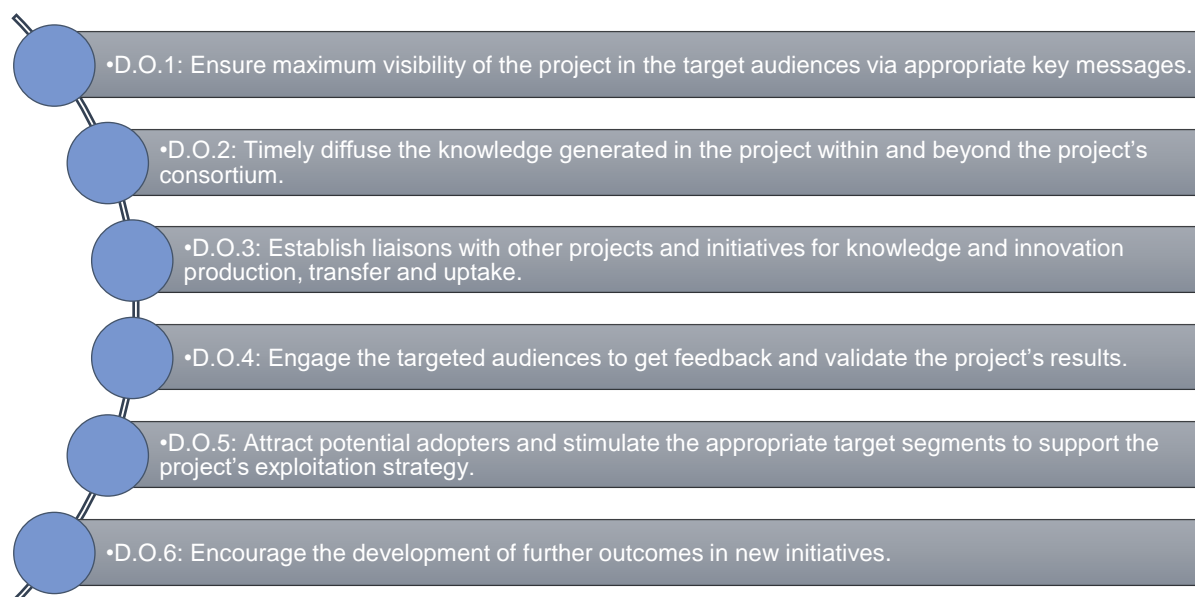 •D.O.1: Ensure maximum visibility of the project in the target audiences via appropriate key messages.
•D.O.2: Timely diffuse the knowledge generated in the project within and beyond the project’s
consortium.
•D.O.3: Establish liaisons with other projects and initiatives for knowledge and innovation
production, transfer and uptake.
•D.O.4: Engage the targeted audiences to get feedback and validate the project’s results.
•D.O.5: Attract potential adopters and stimulate the appropriate target segments to support the
project’s exploitation strategy.
•D.O.6: Encourage the development of further outcomes in new initiatives.